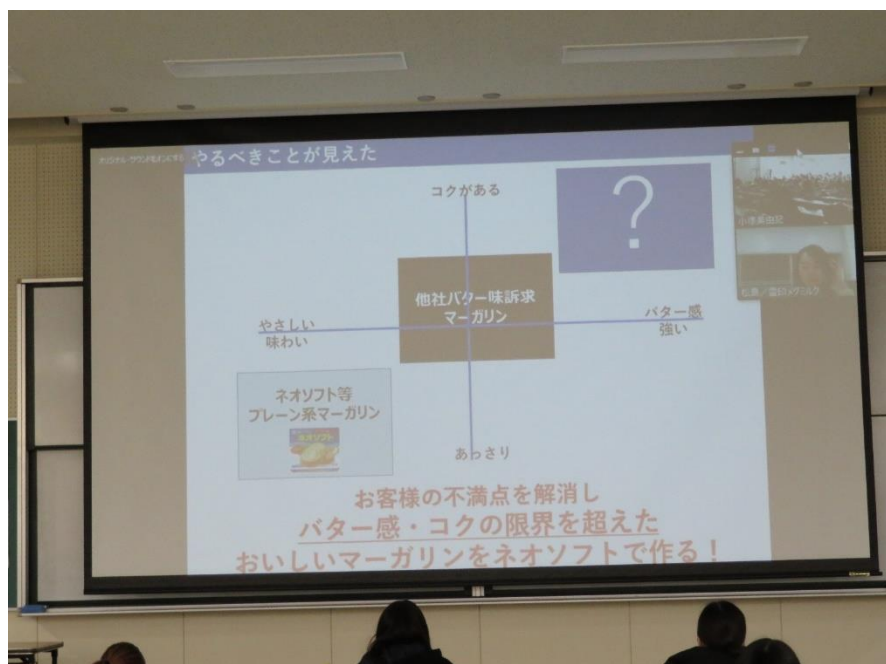 やるべきことが見えた
コクがある
?
他社バター味訴求
マーガリン
やさしい
味わい
バター感
強い
ネオソフト等
プレーン系マーガリン
ネオソフト
あっさり
お客様の不満点を解消し
バター感・コクの限界を超えた
おいしいマーガリンをネオソフトで作る!